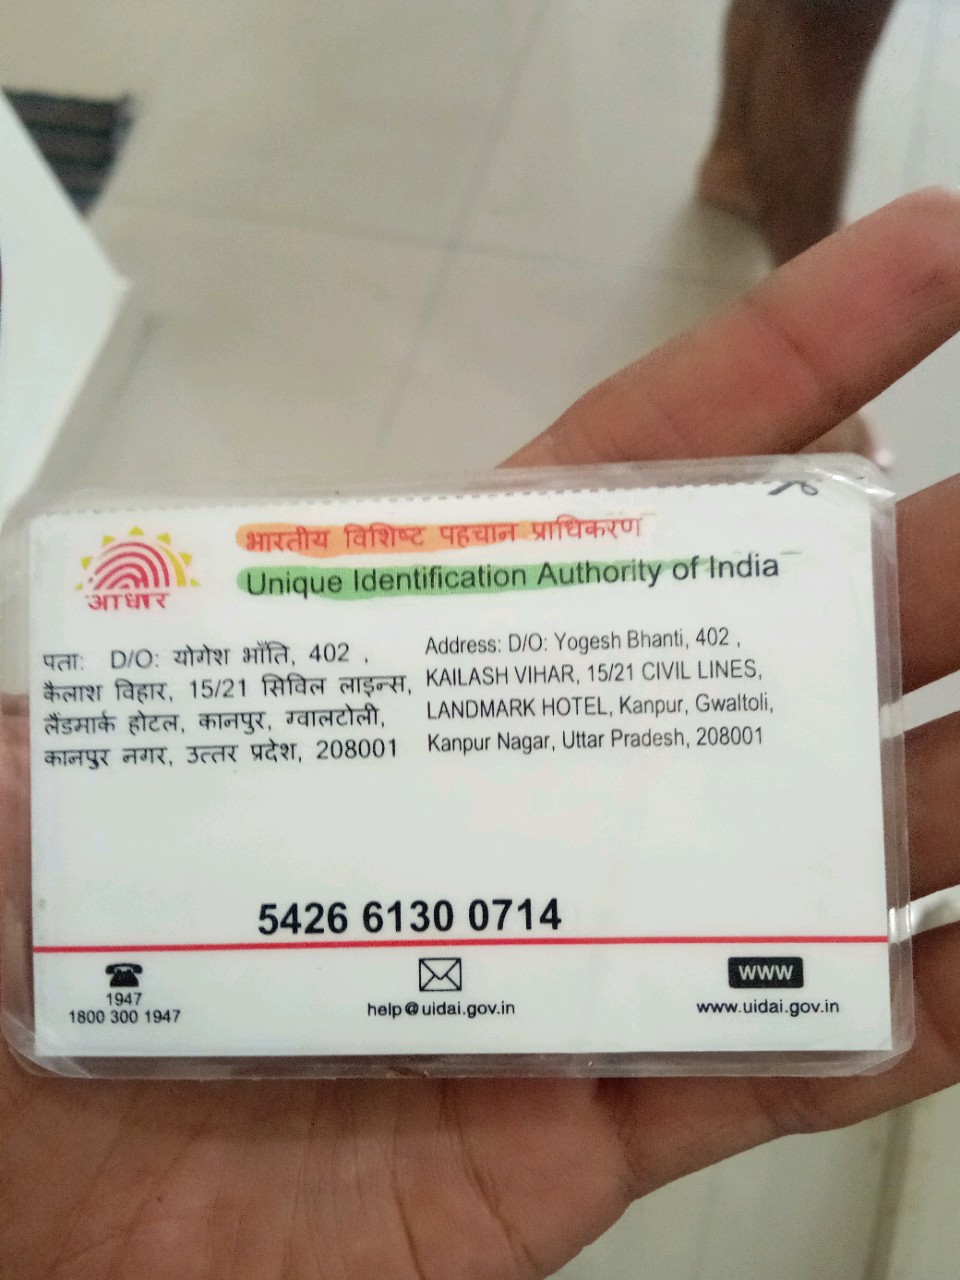 भारतीय विशिष्ट पहचान प्राधिकरण
Unique Identification Authority of India
आधार
पता: D/O: योगेश भाँति, 402 ,
कैलाश विहार, 15/21 सिविल लाइन्स,
लैंडमार्क होटल, कानपुर, ग्वालटोली,
कानपुर नगर, उत्तर प्रदेश, 208001
Address: D/O: Yogesh Bhanti, 402 ,
KAILASH VIHAR, 15/21 CIVIL LINES,
LANDMARK HOTEL, Kanpur, Gwaltoli,
Kanpur Nagar, Uttar Pradesh, 208001
5426 6130 0714
1947
1800 300 1947
help@uidai.gov.in
WWW
www.uidai.gov.in